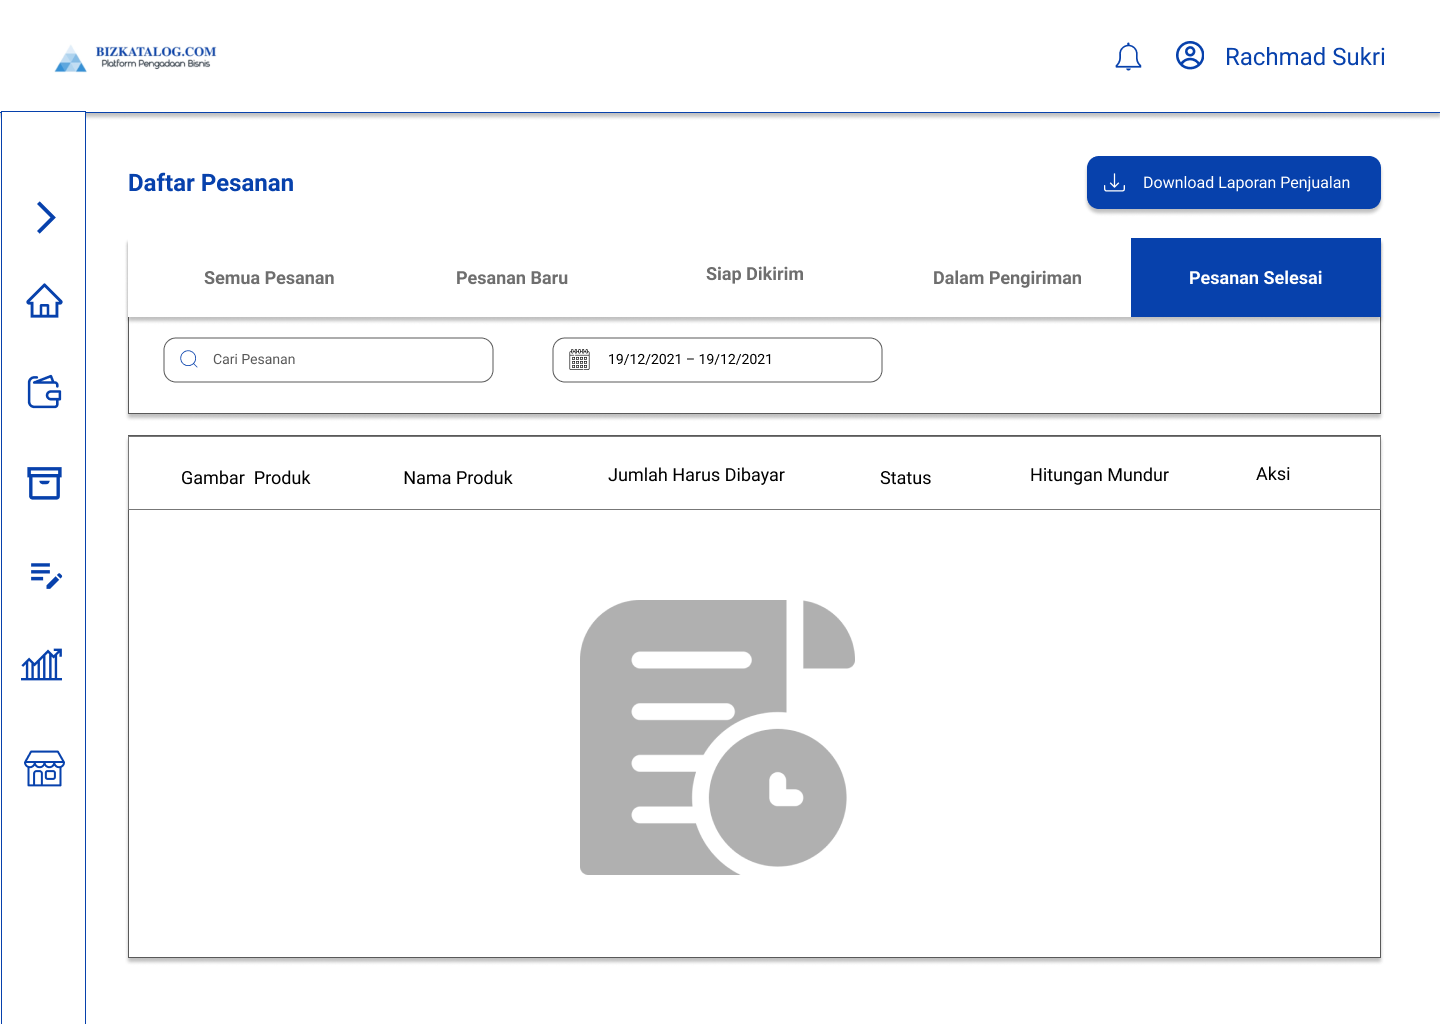 BIZKATALOG.COM
Platform Pengadaan Bisnis
Rachmad Sukri
Daftar Pesanan
Download Laporan Penjualan
Semua Pesanan
Pesanan Baru
Siap Dikirim
Dalam Pengiriman
Pesanan Selesai
Cari Pesanan
19/12/2021 – 19/12/2021
Gambar  Produk
Nama Produk
Jumlah Harus Dibayar
Status
Hitungan Mundur
Aksi